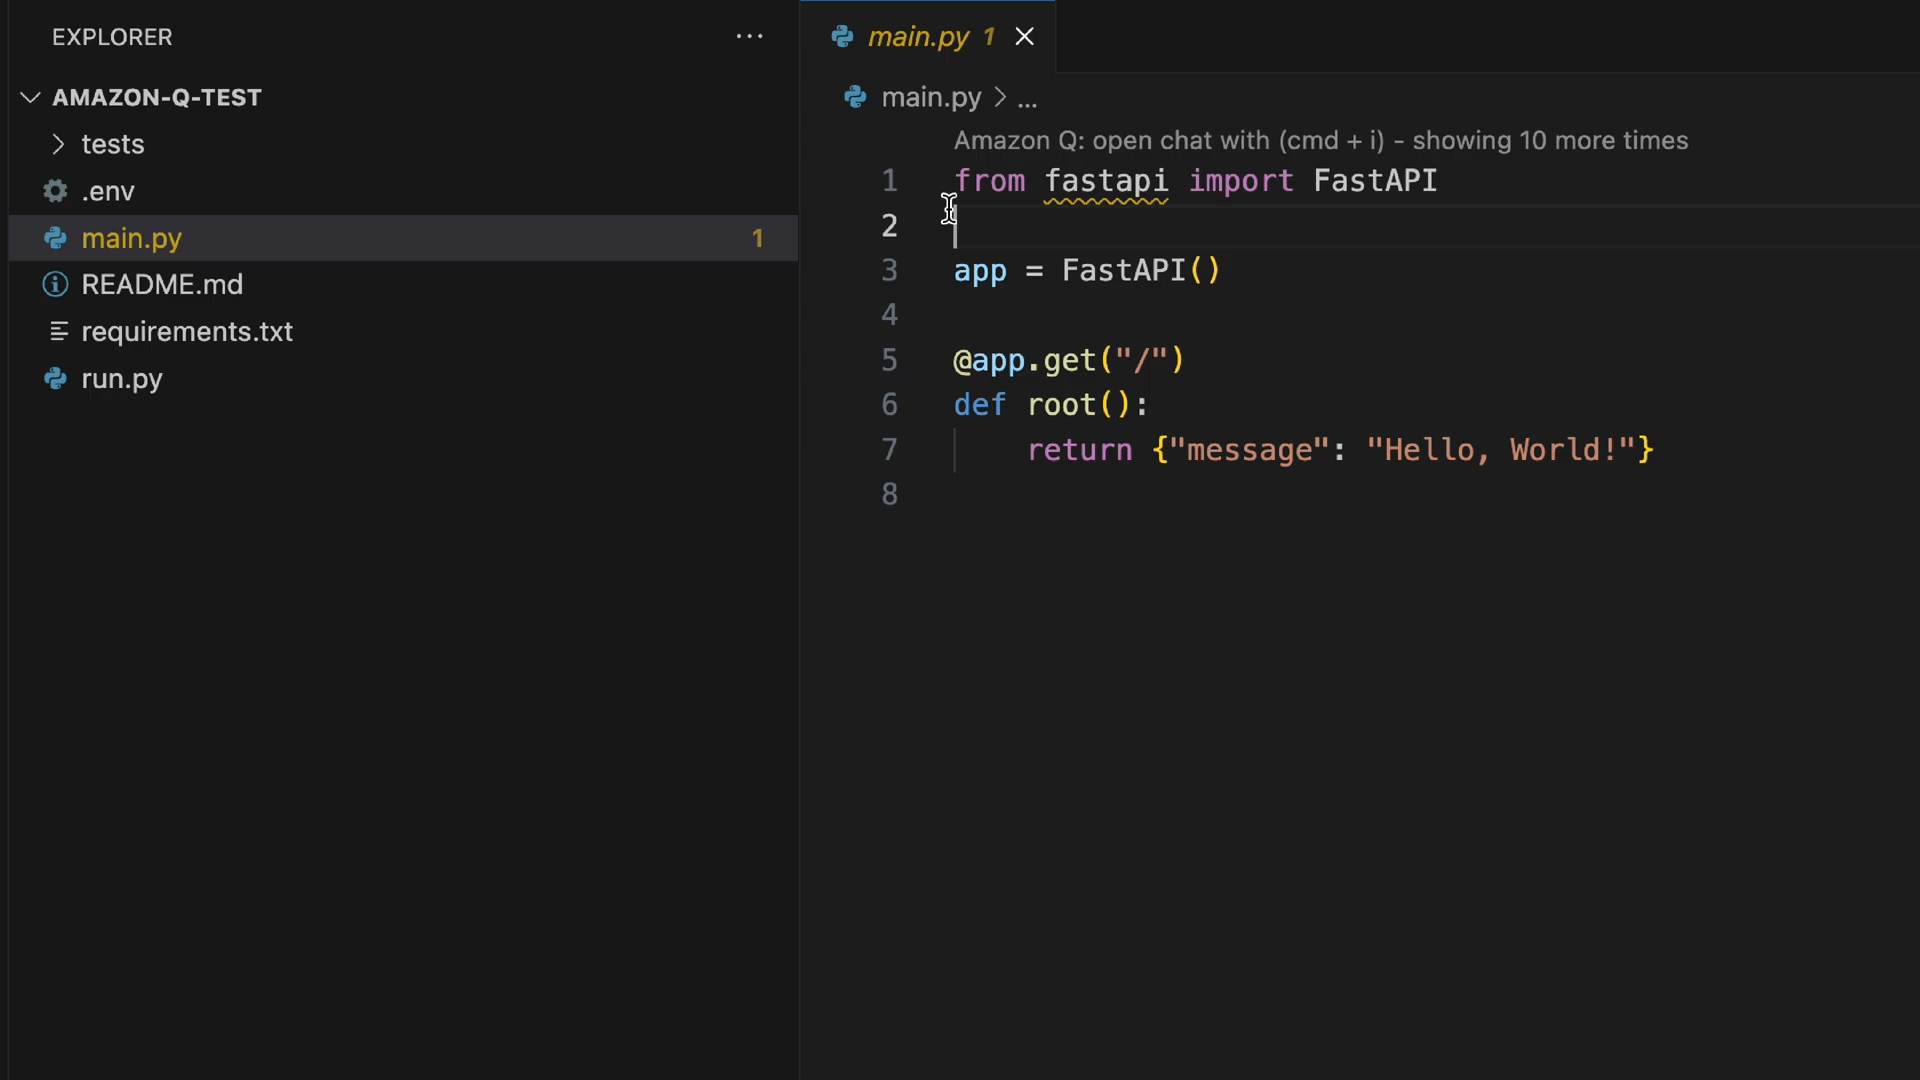 EXPLORER
...
AMAZON-Q-TEST
tests
.env
main.py 1
README.md
requirements.txt
run.py
main.py 1
main.py > ...
Amazon Q: open chat with (cmd + i) - showing 10 more times
1 from fastapi import FastAPI
2
3 app = FastAPI()
4
5 @app.get("/")
6 def root():
7 return {"message": "Hello, World!"}
8